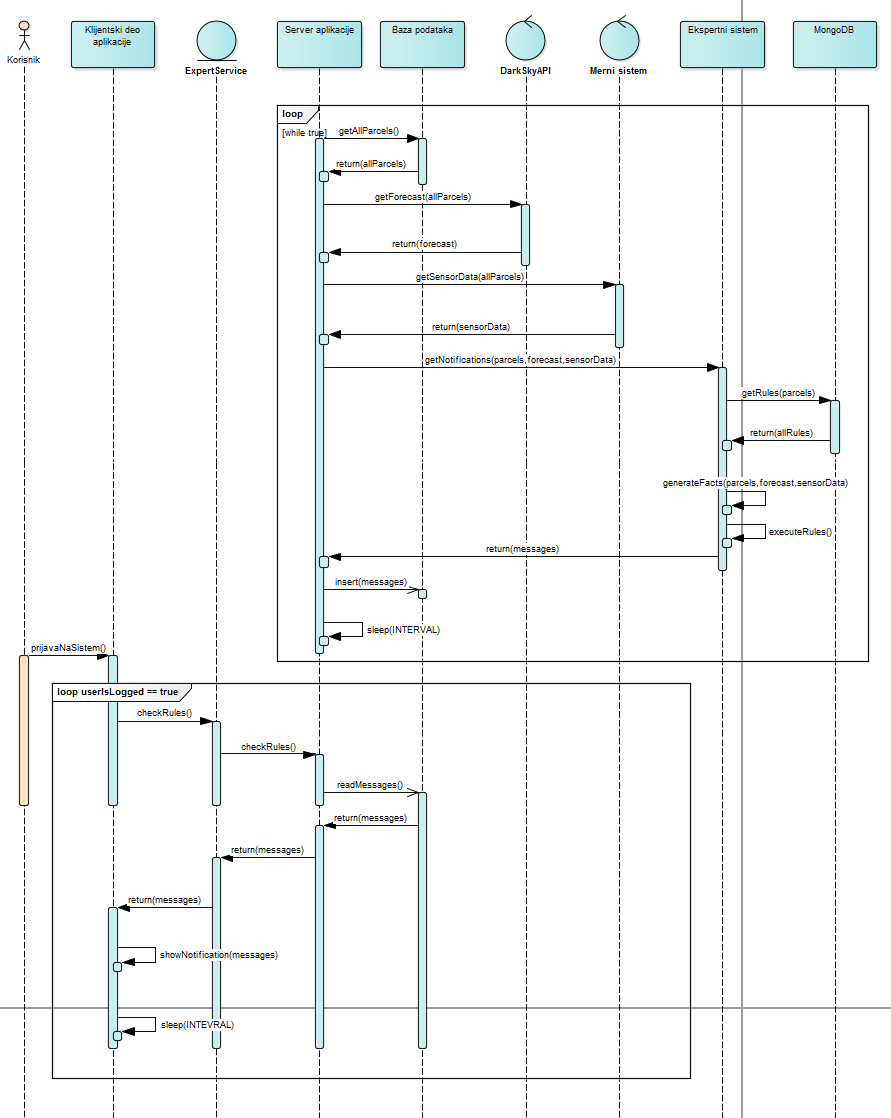 Korisnik
Klijentski deo
aplikacije
ExpertService
Server aplikacije
Baza podataka
DarkSkyAPI
Merni sistem
Ekspertni sistem
MongoDB
loop
[while true]
getAllParcels()
return(allParcels)
getForecast(allParcels)
return(forecast)
getSensorData(allParcels)
return(sensorData)
getNotifications(parcels,forecast,sensorData)
getRules(parcels)
return(allRules)
generateFacts(parcels,forecast,sensorData)
executeRules()
return(messages)
insert(messages)
sleep(INTERVAL)
prijavaNaSistem()
loop userIsLogged == true
checkRules()
checkRules()
readMessages()
return(messages)
return(messages)
return(messages)
showNotification(messages)
sleep(INTEVRAL)